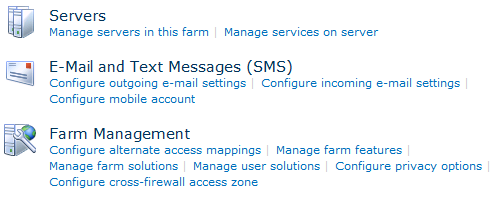 Servers
Manage servers in this farm | Manage services on server
E-Mail and Text Messages (SMS)
Configure outgoing e-mail settings | Configure incoming e-mail settings |
Configure mobile account
Farm Management
Configure alternate access mappings | Manage farm features |
Manage farm solutions | Manage user solutions | Configure privacy options |
Configure cross-firewall access zone